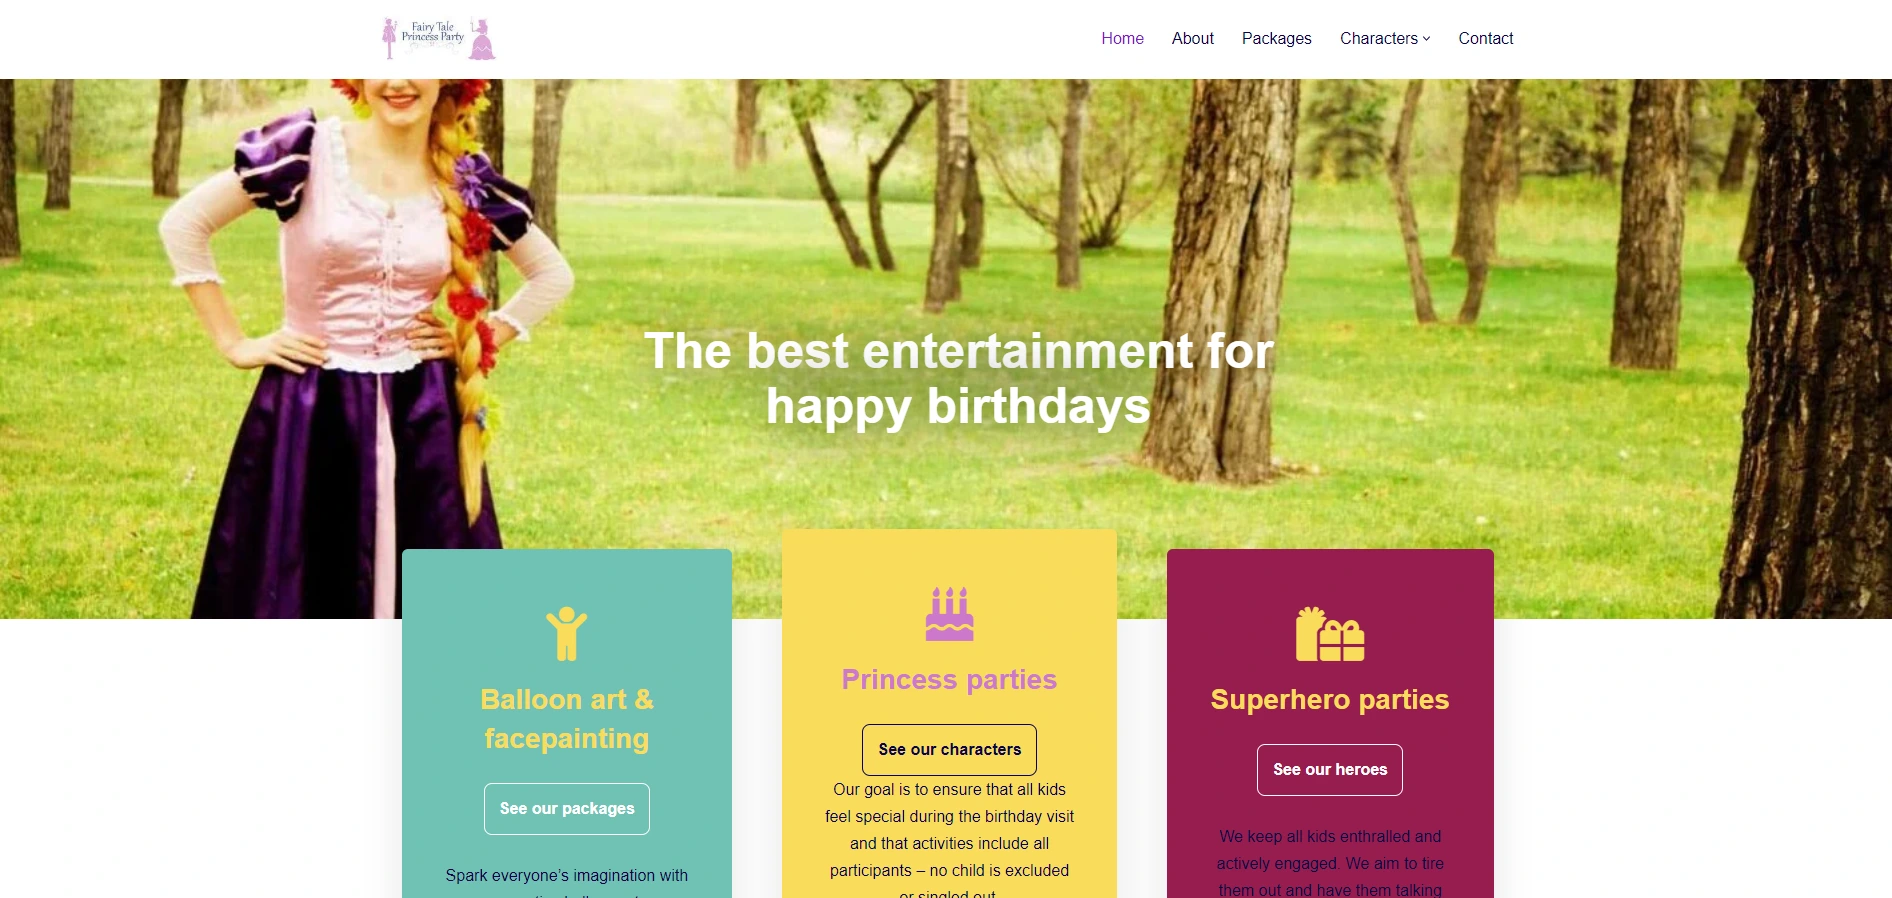 Fairy Tale
Princess Party
Home
About
Packages
Characters
Contact
The best entertainment for
happy birthdays
Balloon art &
facepainting
See our packages
Spark everyone’s imagination with
Princess parties
See our characters
Our goal is to ensure that all kids
feel special during the birthday visit
and that activities include all
participants – no child is excluded
or singled out
Superhero parties
See our heroes
We keep all kids enthralled and
actively engaged. We aim to tire
them out and have them talking